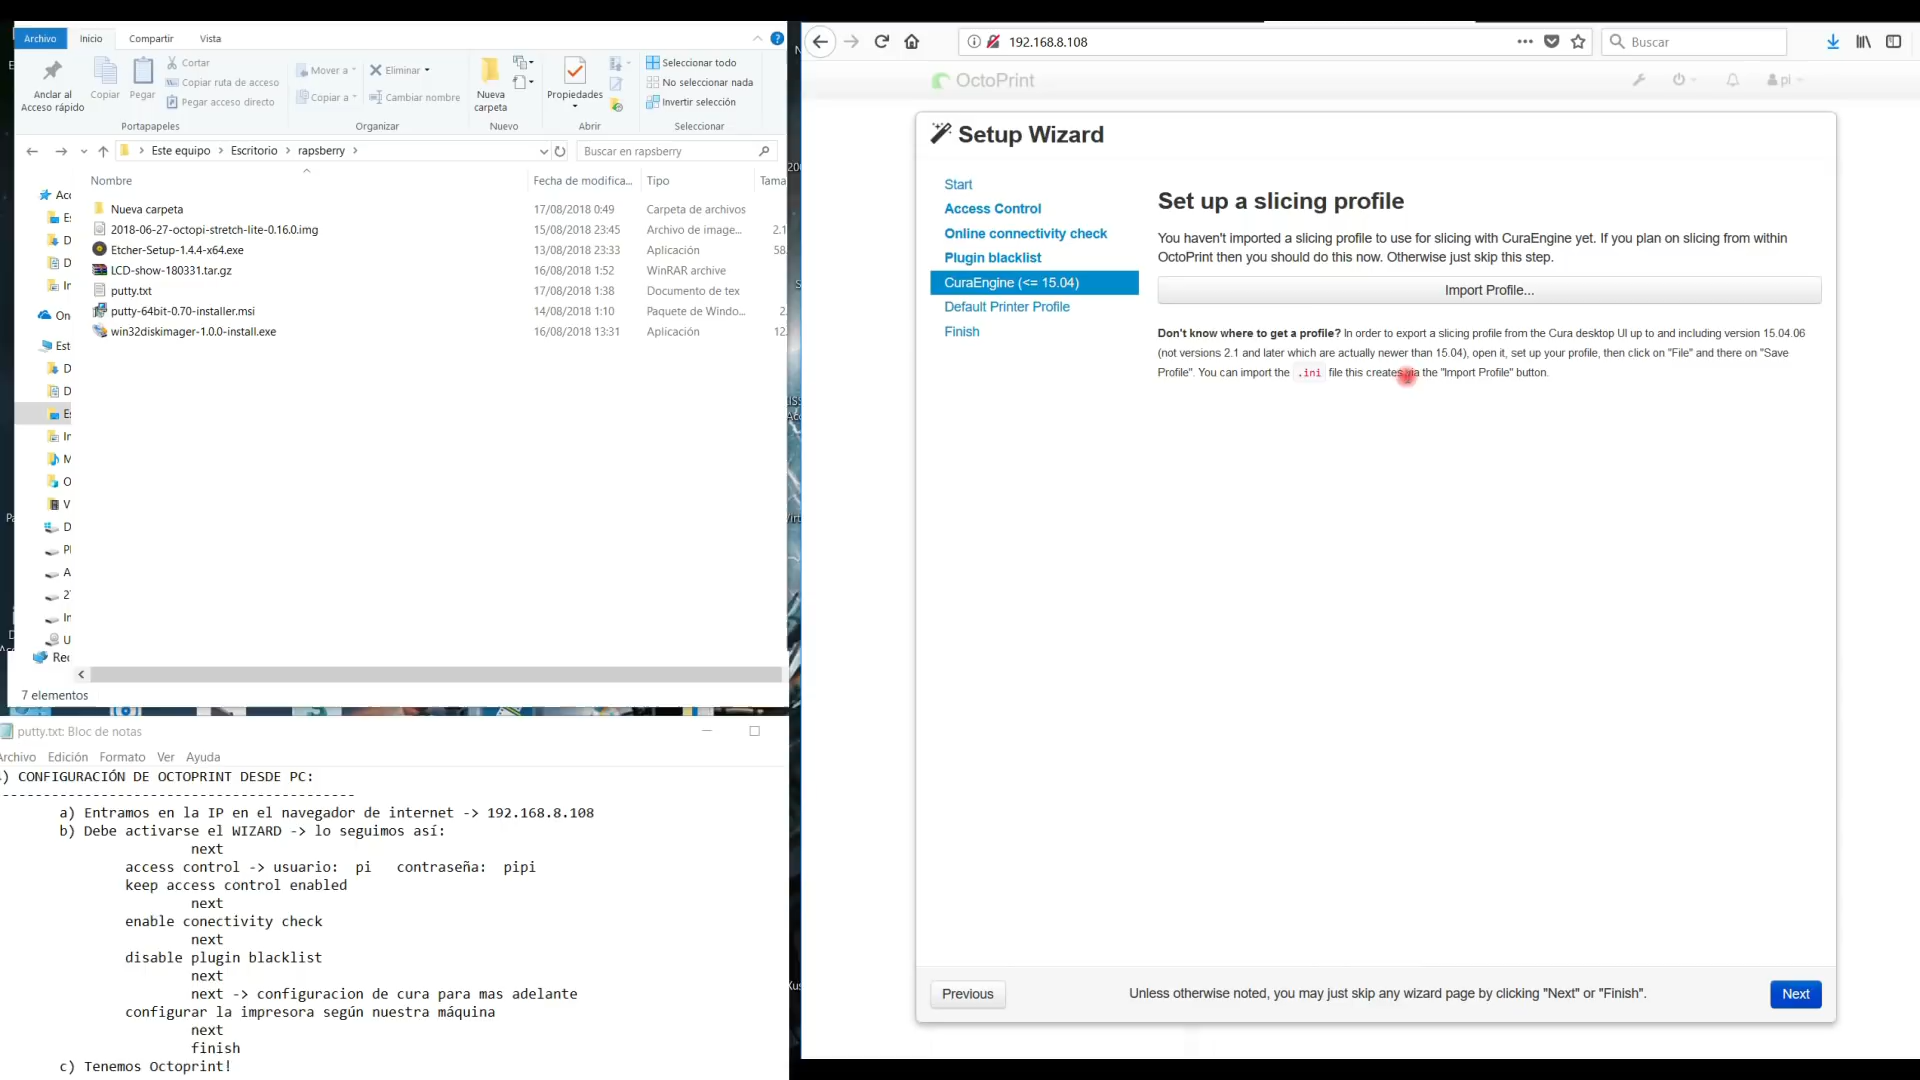 Archivo Inicio Compartir Vista
Anclar al
Acceso rápido
Copiar
Pegar
Cortar
Copiar ruta de acceso
Pegar acceso directo
Portapapeles
Mover a
Copiar a
Eliminar
Cambiar nombre
Organizar
Nueva
carpeta
Nuevo
Propiedades
Abrir
Seleccionar todo
No seleccionar nada
Invertir selección
Seleccionar
Este equipo > Escritorio > rapsberry >
Buscar en rapsberry
Nombre Fecha de modifica... Tipo Tama
Nueva carpeta 17/08/2018 0:49 Carpeta de archivos
2018-06-27-octopi-stretch-lite-0.16.0.img 15/08/2018 23:45 Archivo de image... 2.1
Etcher-Setup-1.4.4-x64.exe 13/08/2018 23:33 Aplicación 58
LCD-show-180331.tar.gz 16/08/2018 1:52 WinRAR archive
putty.txt 17/08/2018 1:38 Documento de tex
putty-64bit-0.70-installer.msi 14/08/2018 1:10 Paquete de Windo... 2.
win32diskimager-1.0.0-install.exe 16/08/2018 13:31 Aplicación 12
Acc
Es
D
D
In
On
Est
D
D
Es
In
M
O
V
D
Pl
A
2
In
U
Rec
7 elementos
putty.txt: Bloc de notas
Archivo Edición Formato Ver Ayuda
) CONFIGURACIÓN DE OCTOPRINT DESDE PC:
-------------------------------------------
a) Entramos en la IP en el navegador de internet -> 192.168.8.108
b) Debe activarse el WIZARD -> lo seguimos así:
next
access control -> usuario: pi contraseña: pipi
keep access control enabled
next
enable conectivity check
next
disable plugin blacklist
next
next -> configuracion de cura para mas adelante
configurar la impresora según nuestra máquina
next
finish
c) Tenemos Octoprint!
192.168.8.108
Buscar
OctoPrint
pi
Setup Wizard
Start
Access Control
Online connectivity check
Plugin blacklist
CuraEngine (<= 15.04)
Default Printer Profile
Finish
Set up a slicing profile
You haven't imported a slicing profile to use for slicing with CuraEngine yet. If you plan on slicing from within
OctoPrint then you should do this now. Otherwise just skip this step.
Import Profile...
Don't know where to get a profile? In order to export a slicing profile from the Cura desktop UI up to and including version 15.04.06
(not versions 2.1 and later which are actually newer than 15.04), open it, set up your profile, then click on "File" and there on "Save
Profile". You can import the .ini file this creates via the "Import Profile" button.
Previous
Unless otherwise noted, you may just skip any wizard page by clicking "Next" or "Finish".
Next